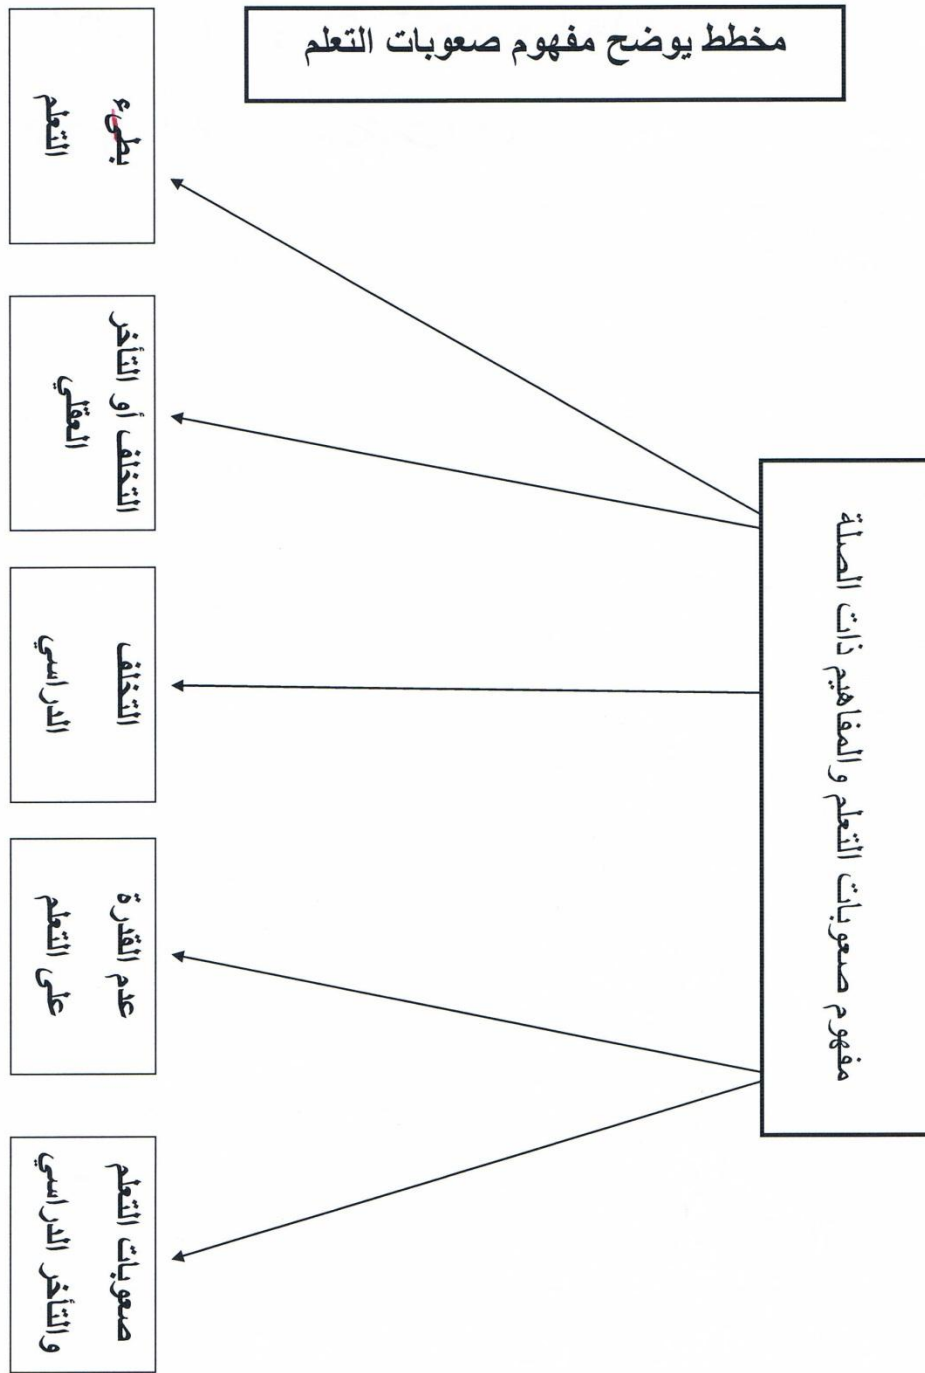 مخطط يوضح مفهوم صعوبات التعلم
مفهوم صعوبات التعلم والمفاهيم ذات الصلة
بطىء
التعلم
التخلف أو التأخر
العقلي
التخلف
الدراسي
عدم القدرة
على التعلم
صعوبات التعلم
والتأخر الدراسي